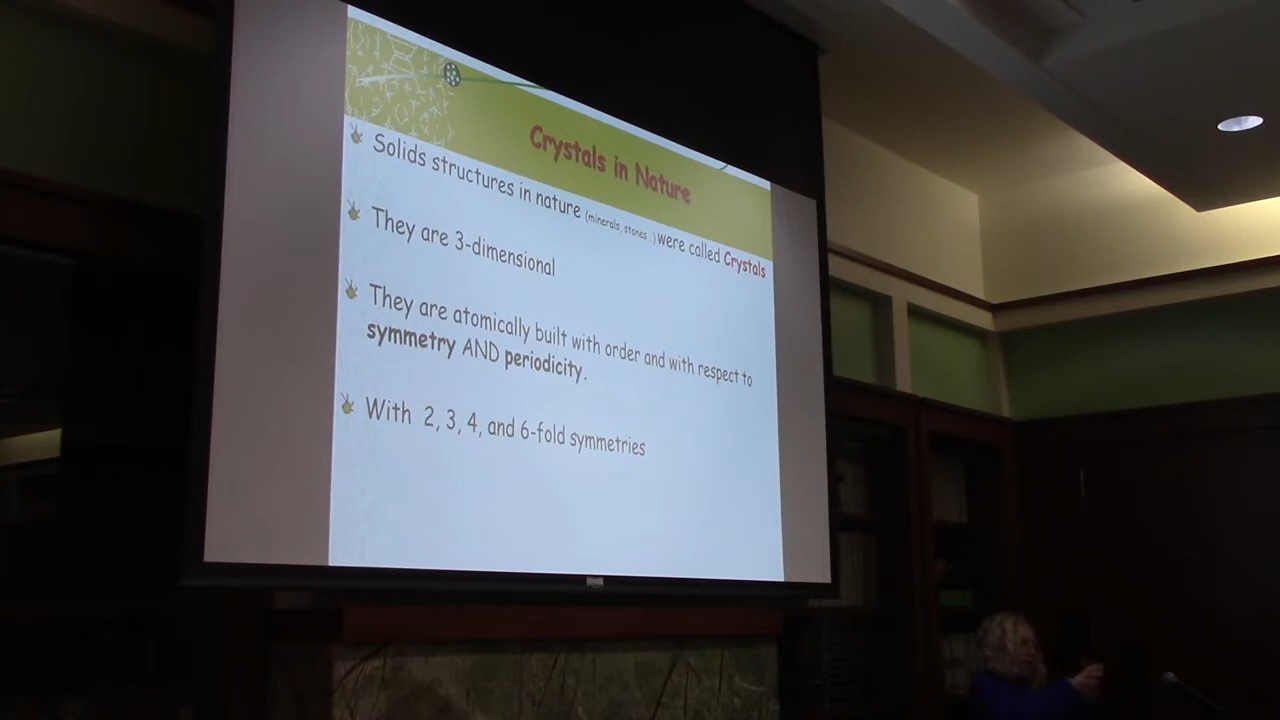 Crystals in Nature
Solids structures in nature (minerals, stones ..) were called Crystals
They are 3-dimensional
They are atomically built with order and with respect to
symmetry AND periodicity.
With 2, 3, 4, and 6-fold symmetries